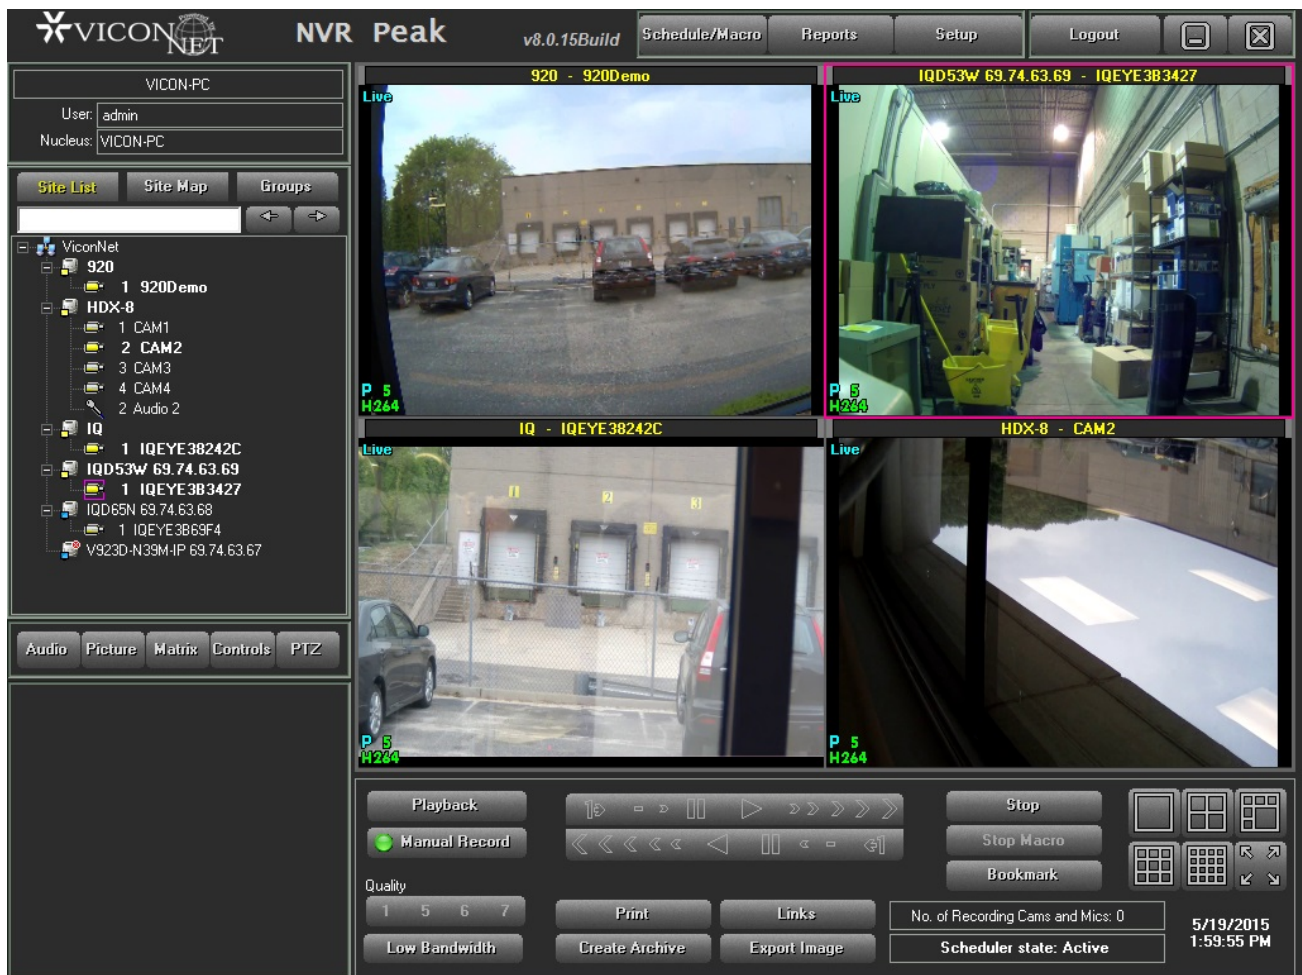 VICON NET
NVR Peak v8.0.15Build
Schedule/Macro Reports Setup Logout
VICON-PC
User: admin
Nucleus: VICON-PC
Site List Site Map Groups
ViconNet
920
1 920Demo
HDX-8
1 CAM1
2 CAM2
3 CAM3
4 CAM4
2 Audio 2
IQ
1 IQEYE38242C
IQD53W 69.74.63.69
1 IQEYE3B3427
IQD65N 69.74.63.68
1 IQEYE3B69F4
V923D-N39M-IP 69.74.63.67
Audio Picture Matrix Controls PTZ
920 - 920Demo
Live
P 5
H264
IQD53W 69.74.63.69 - IQEYE3B3427
Live
P 5
H264
IQ - IQEYE38242C
Live
1 2 3
P 5
H264
HDX-8 - CAM2
Live
P 5
H264
Playback
Manual Record
Quality
1 5 6 7
Low Bandwidth
Print
Links
Create Archive
Export Image
Stop
Stop Macro
Bookmark
No. of Recording Cams and Mics: 0
Scheduler state: Active
5/19/2015
1:59:55 PM